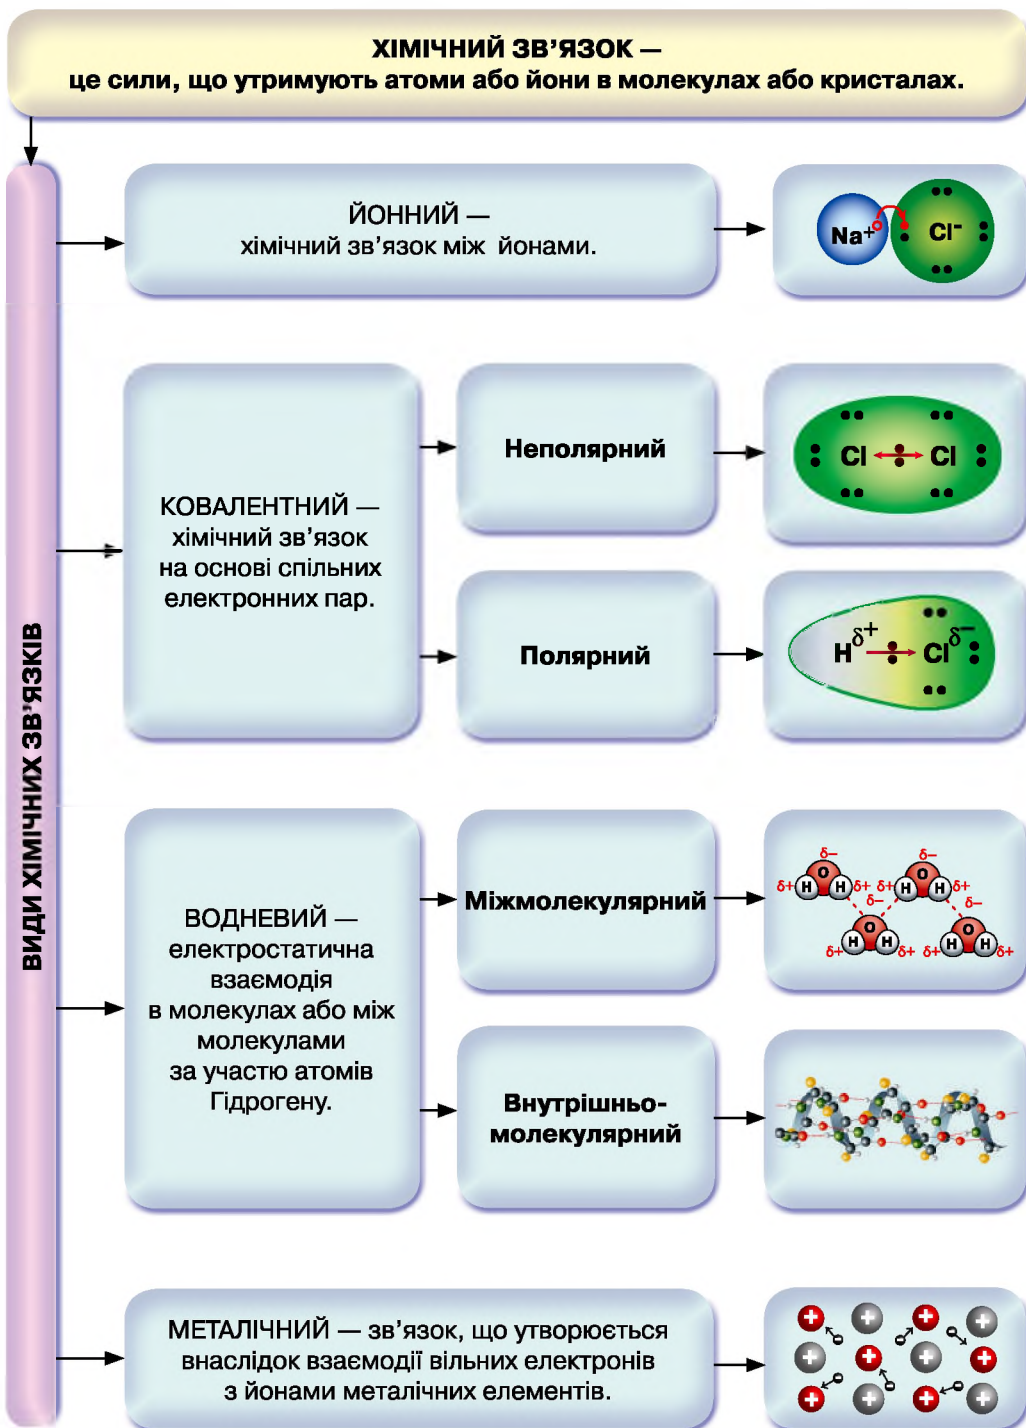 ХІМІЧНИЙ ЗВ’ЯЗОК —
це сили, що утримують атоми або йони в молекулах або кристалах.
ВИДИ ХІМІЧНИХ ЗВ’ЯЗКІВ
ЙОННИЙ —
хімічний зв’язок між йонами.
Na⁺ Cl⁻
КОВАЛЕНТНИЙ —
хімічний зв’язок
на основі спільних
електронних пар.
Неполярний
Cl Cl
Полярний
H δ+ Cl δ−
ВОДНЕВИЙ —
електростатична
взаємодія
в молекулах або між
молекулами
за участю атомів
Гідрогену.
Міжмолекулярний
δ− δ−
O O
δ+ H H δ+ δ− δ+ H H δ+ δ−
O O
H H H H
δ+ δ+ δ+ δ+
Внутрішньо-
молекулярний
МЕТАЛІЧНИЙ — зв’язок, що утворюється
внаслідок взаємодії вільних електронів
з йонами металічних елементів.
+ + + +
+ + + +
+ + + +